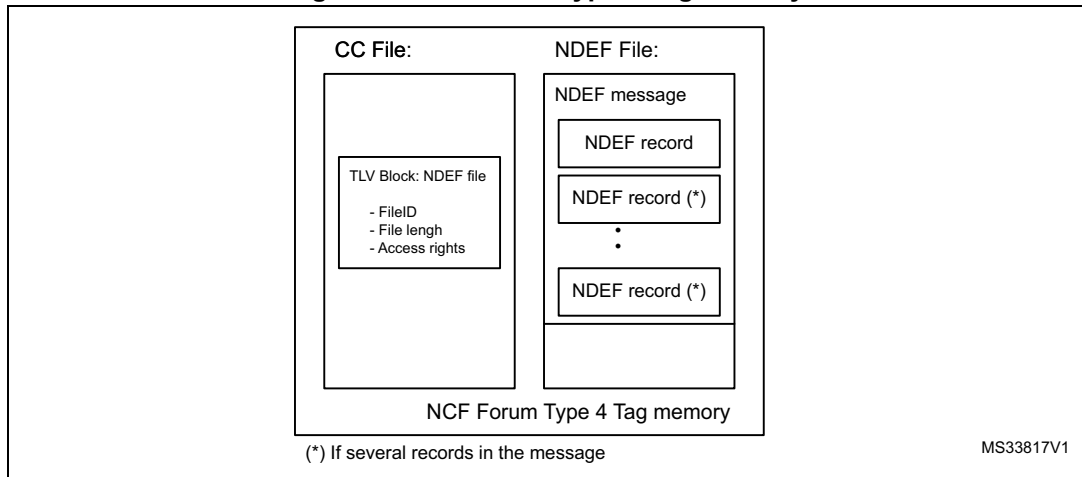 CC File:
NDEF File:
NDEF message
NDEF record
TLV Block: NDEF file
- FileID
- File lengh
- Access rights
NDEF record (*)
NDEF record (*)
NCF Forum Type 4 Tag memory
(*) If several records in the message
MS33817V1